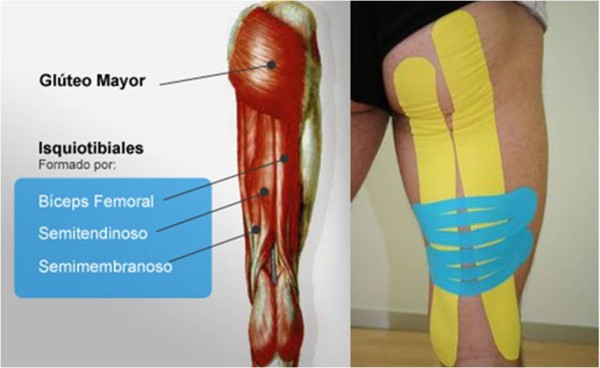 Glúteo Mayor
Isquiotibiales
Formado por:
Bíceps Femoral
Semitendinoso
Semimembranoso